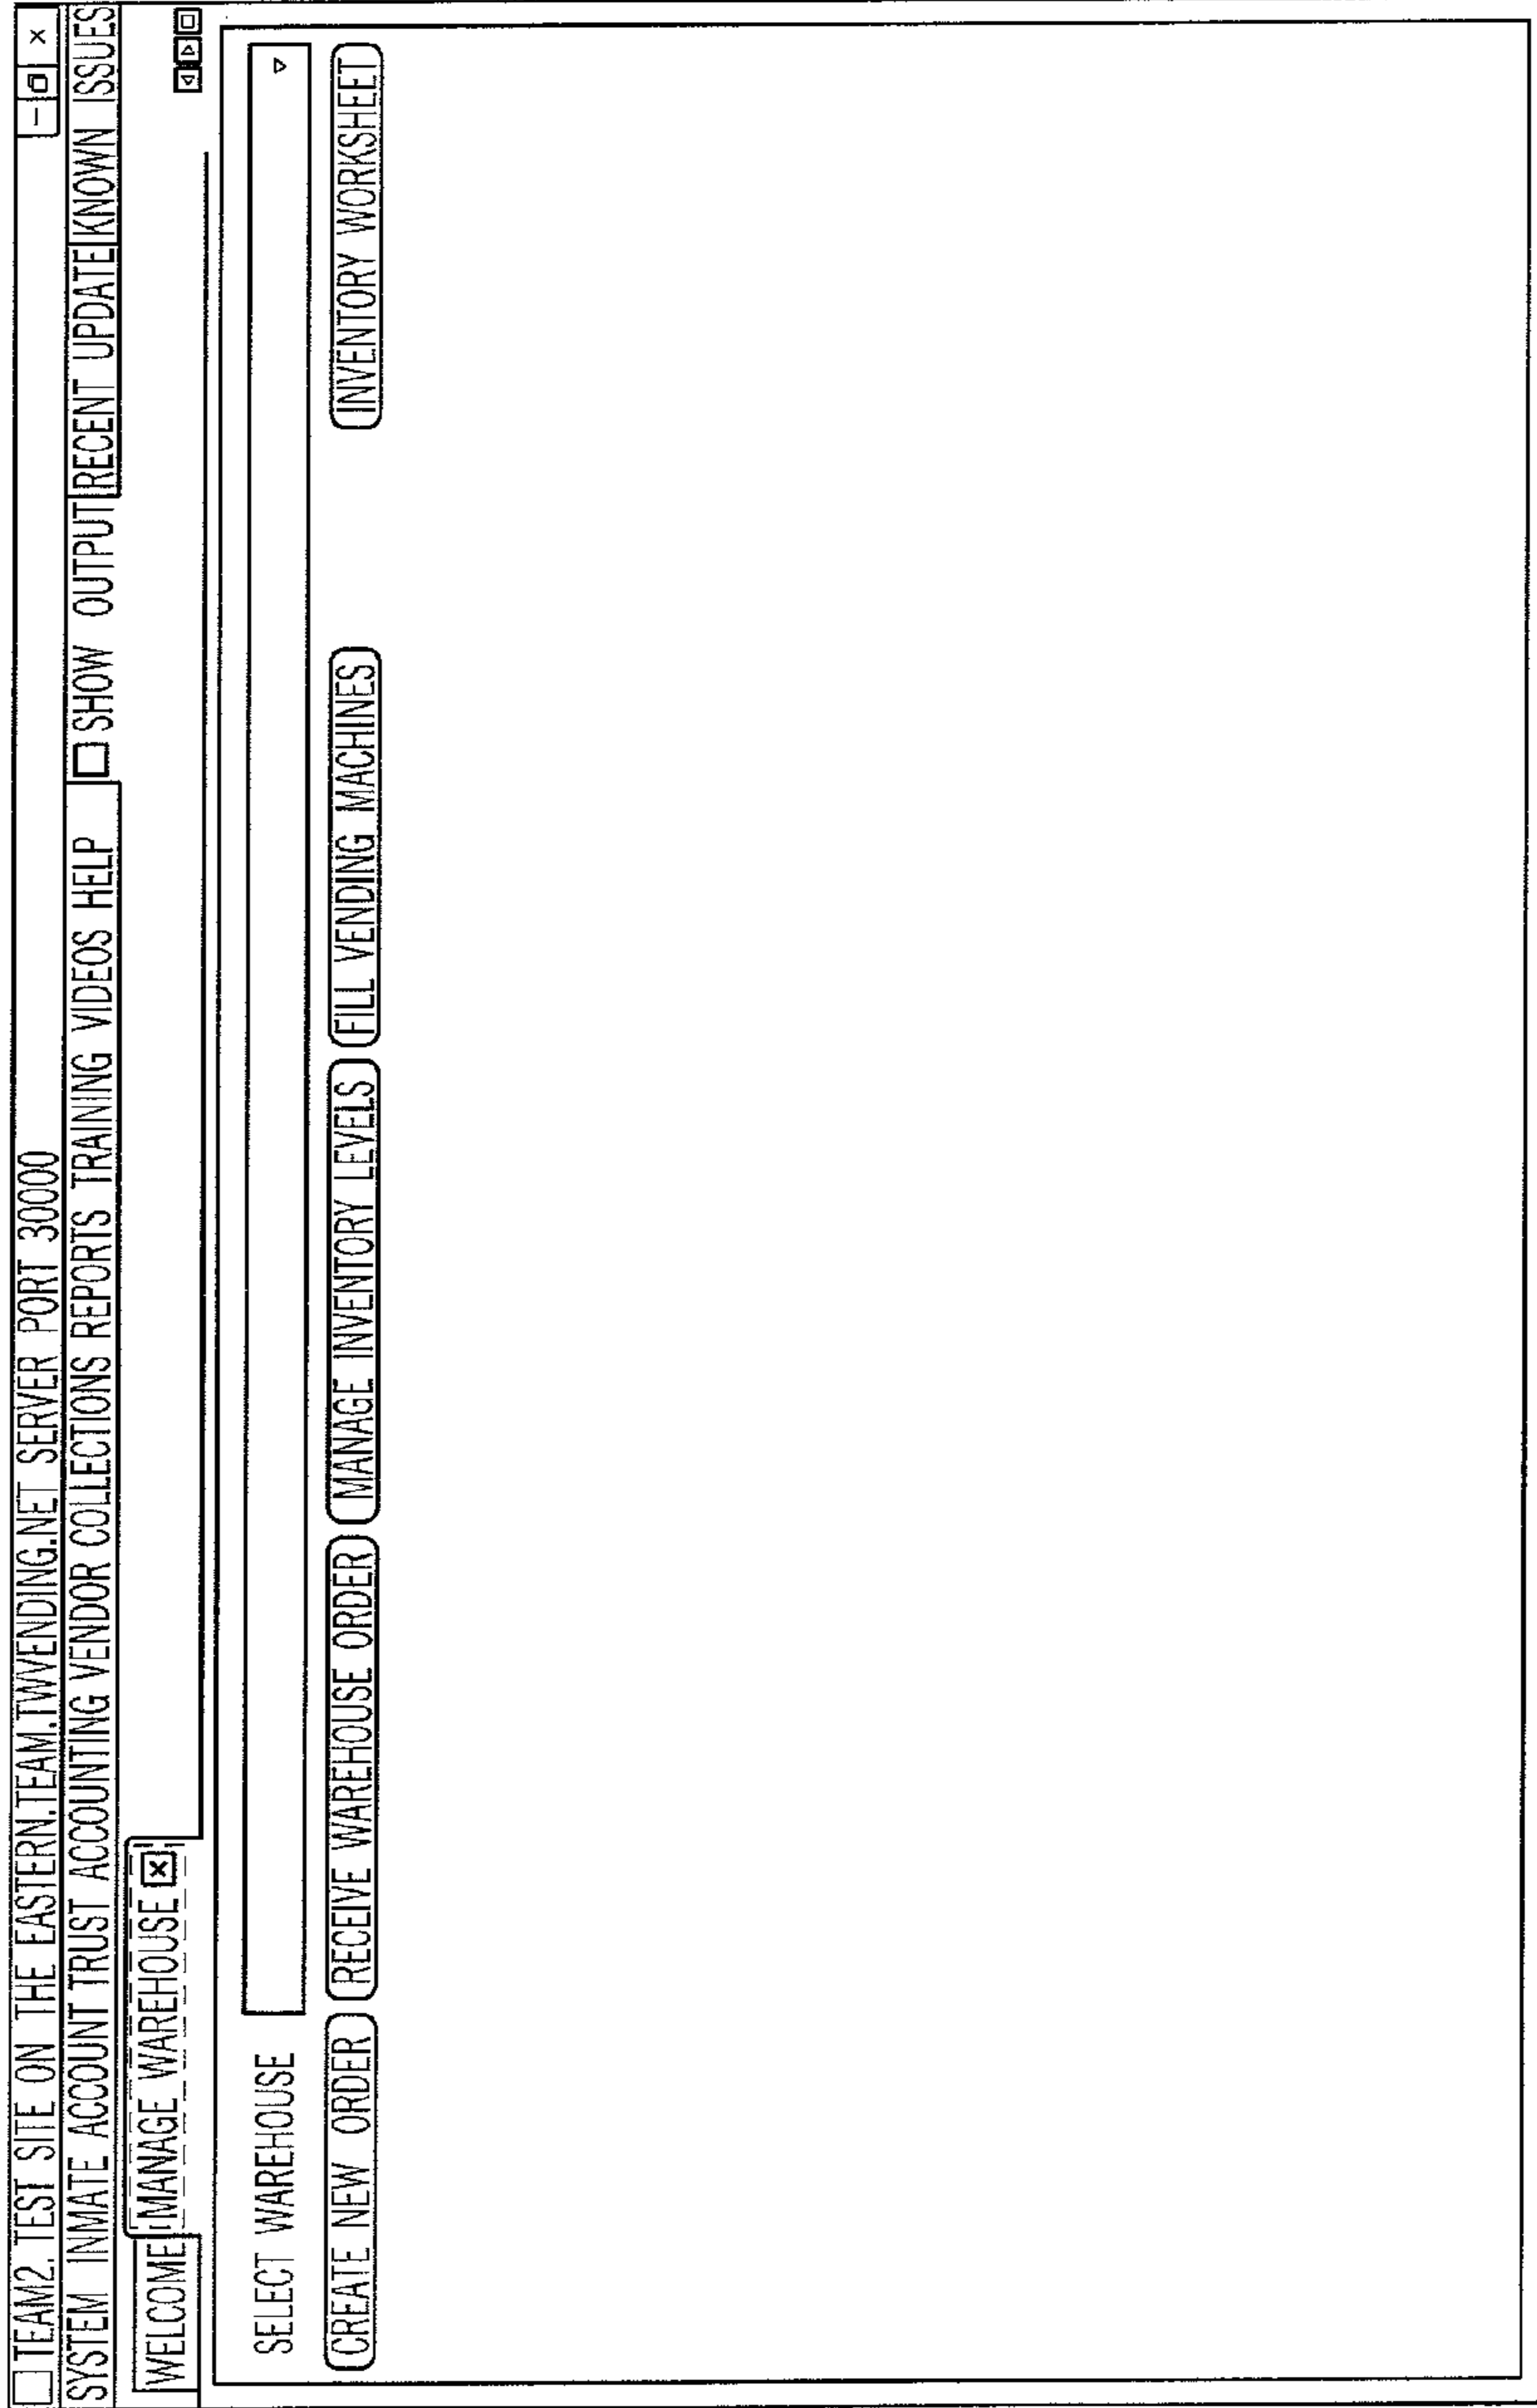 TEAM2. TEST SITE ON THE EASTERN.TEAM.TWVENDING.NET SERVER PORT 30000
SYSTEM INMATE ACCOUNT TRUST ACCOUNTING VENDOR COLLECTIONS REPORTS TRAINING VIDEOS HELP SHOW OUTPUT RECENT UPDATE KNOWN ISSUES
WELCOME MANAGE WAREHOUSE
SELECT WAREHOUSE
CREATE NEW ORDER RECEIVE WAREHOUSE ORDER MANAGE INVENTORY LEVELS FILL VENDING MACHINES INVENTORY WORKSHEET